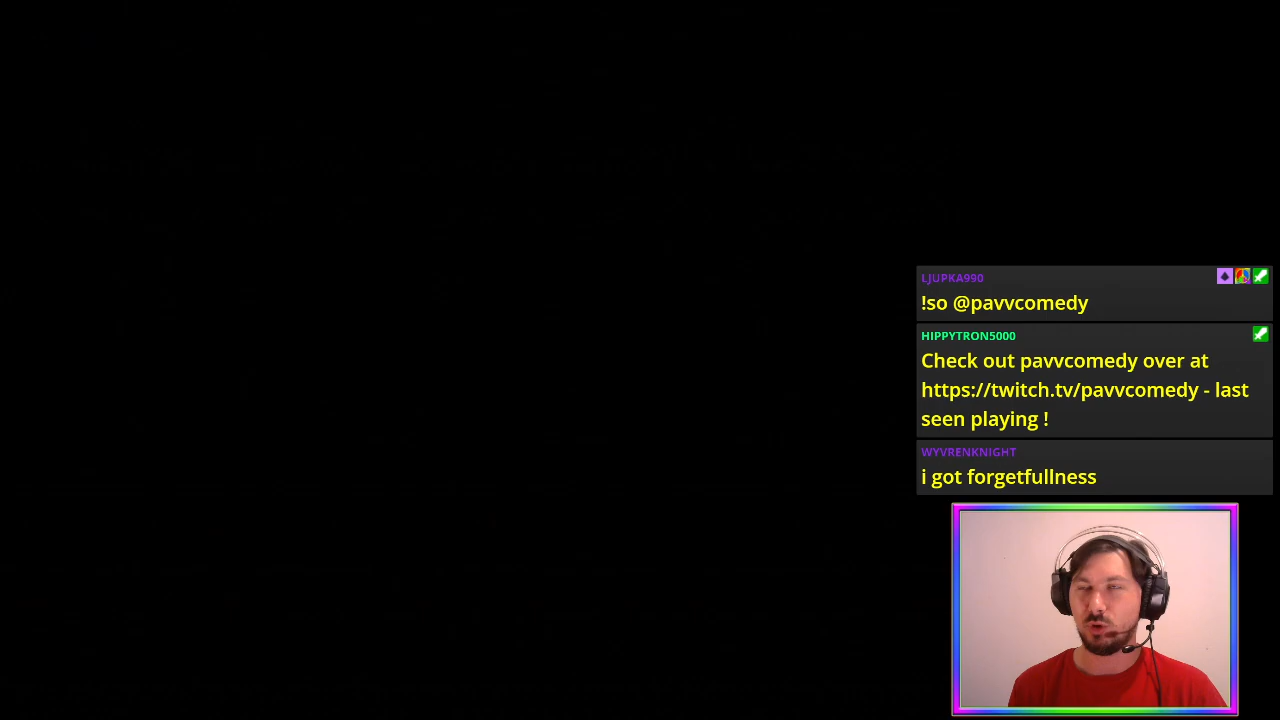 LJUPKA990
!so @pavvcomedy
HIPPYTRON5000
Check out pavvcomedy over at
https://twitch.tv/pavvcomedy - last
seen playing !
WYVRENKNIGHT
i got forgetfullness